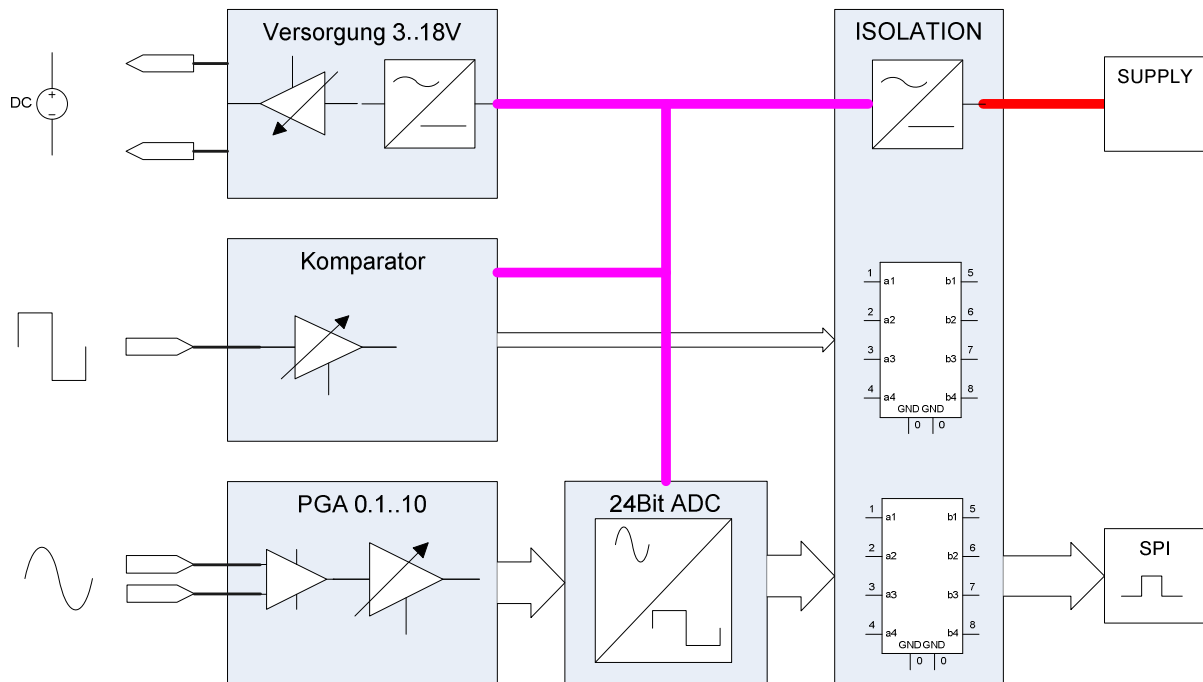 Versorgung 3..18V
ISOLATION
SUPPLY
DC
+
−
Komparator
1 a1 b1 5
2 a2 b2 6
3 a3 b3 7
4 a4 b4 8
GND GND
0 0
PGA 0.1..10
24Bit ADC
1 a1 b1 5
2 a2 b2 6
3 a3 b3 7
4 a4 b4 8
GND GND
0 0
SPI